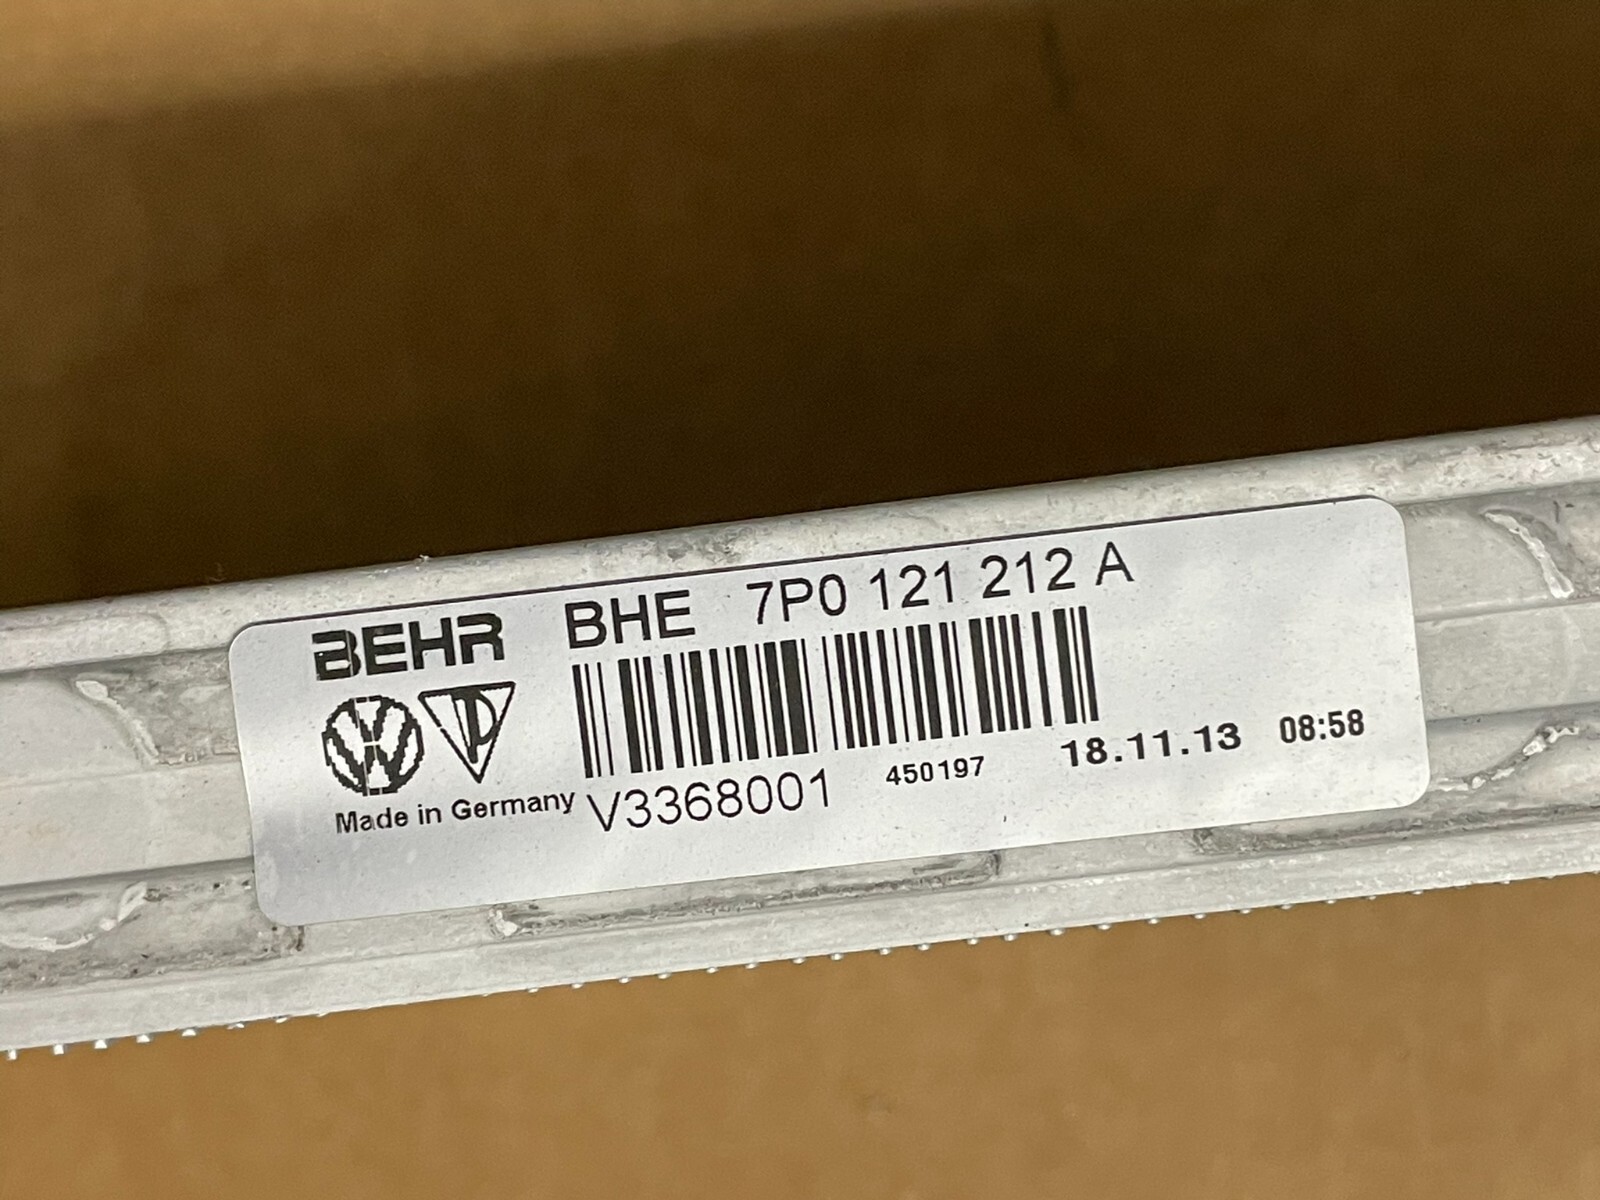 BEHR BHE 7P0 121 212 A
Made in Germany V3368001 450197 18.11.13 08:58